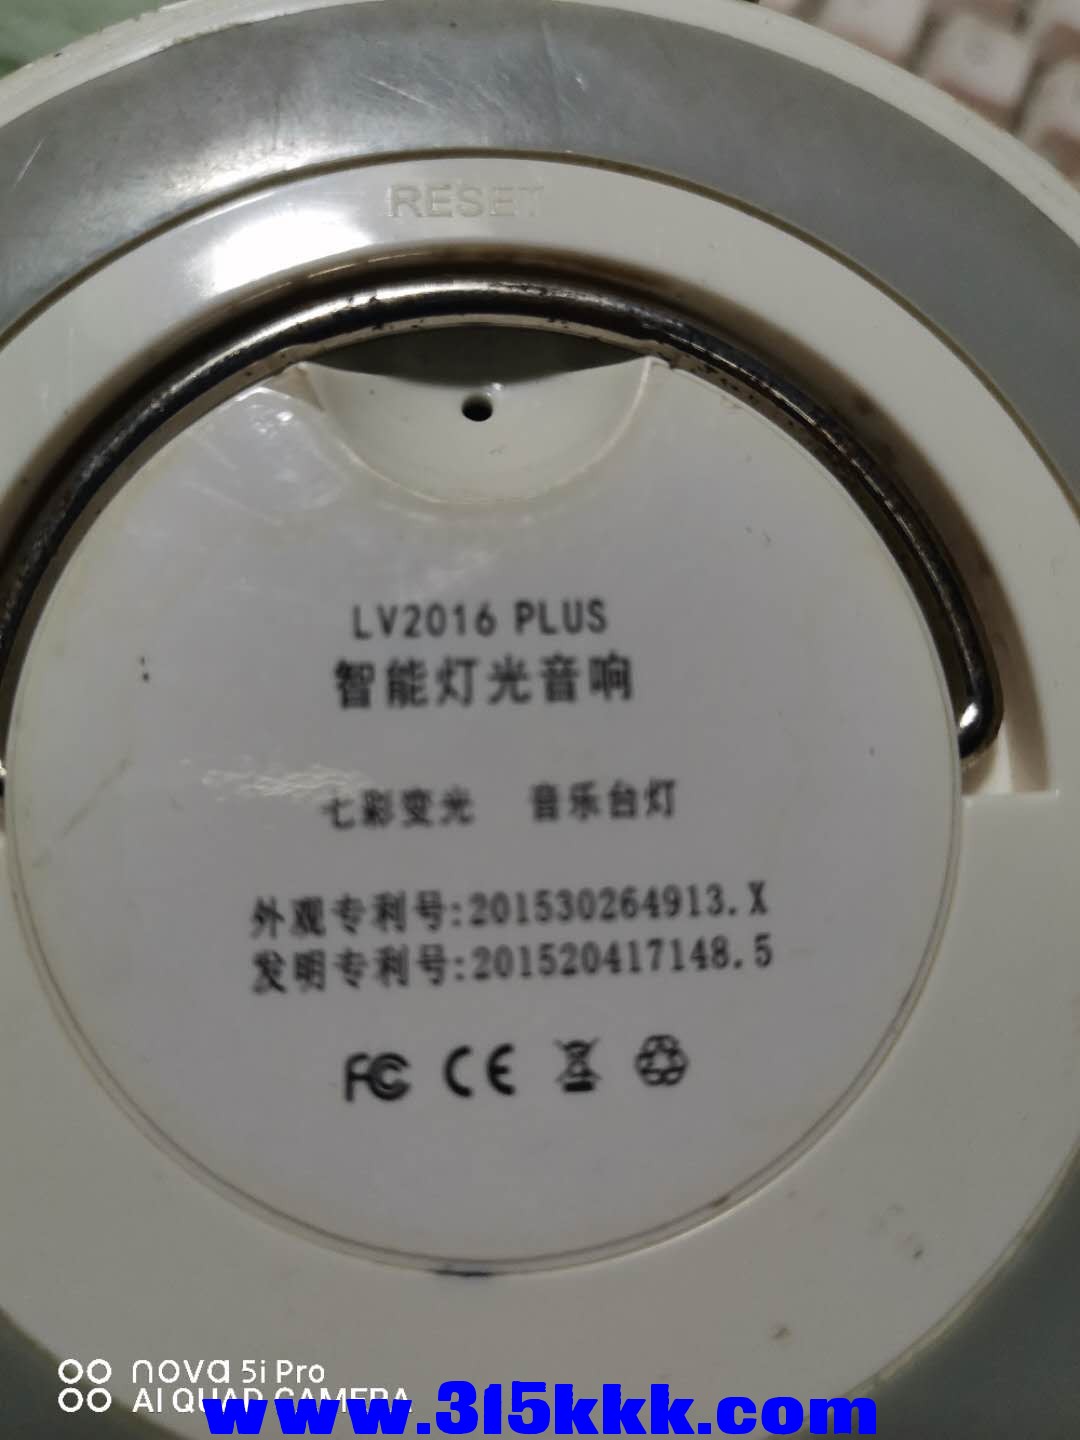 RESET
LV2016 PLUS
智能灯光音响
七彩变光 音乐台灯
外观专利号:201530264913.X
发明专利号:201520417148.5
FC CE
nova 5i Pro
AI QUAD CAMERA
www.315kkk.com